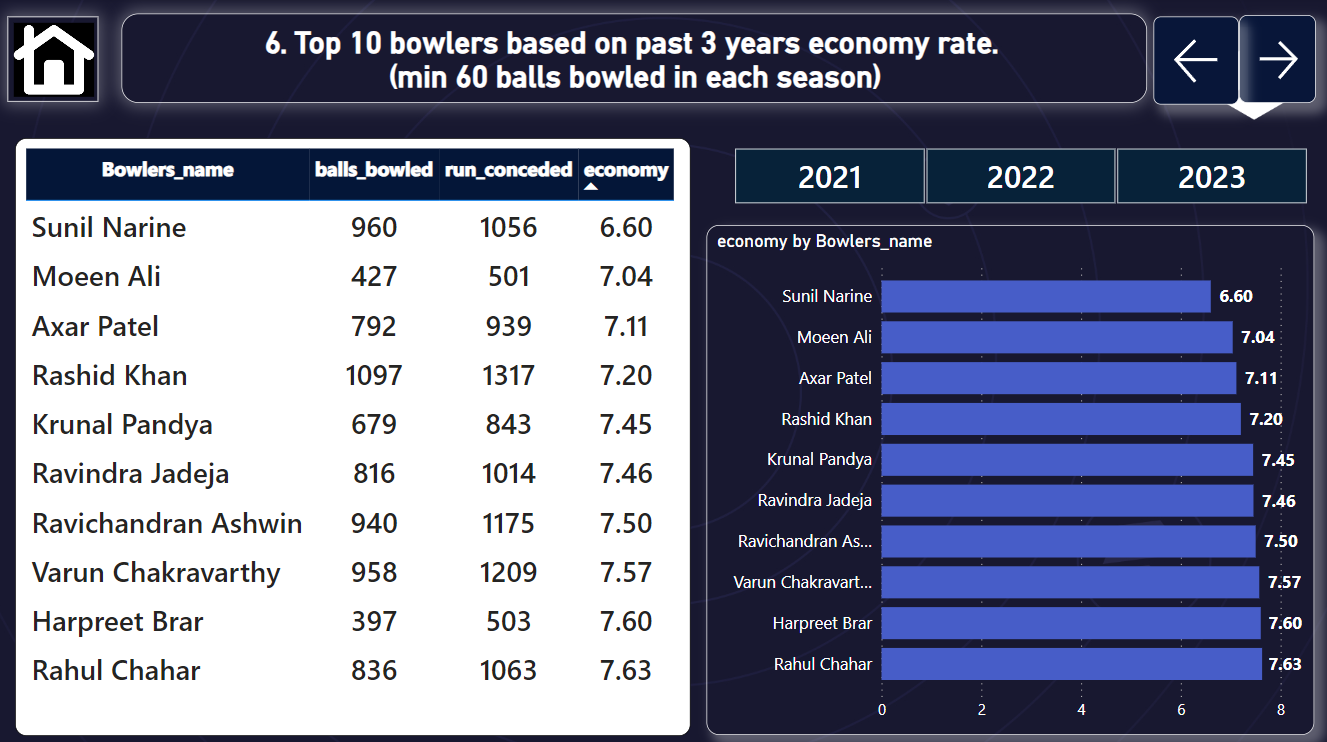 6. Top 10 bowlers based on past 3 years economy rate.
(min 60 balls bowled in each season)
Bowlers_name balls_bowled run_conceded economy
Sunil Narine 960 1056 6.60
Moeen Ali 427 501 7.04
Axar Patel 792 939 7.11
Rashid Khan 1097 1317 7.20
Krunal Pandya 679 843 7.45
Ravindra Jadeja 816 1014 7.46
Ravichandran Ashwin 940 1175 7.50
Varun Chakravarthy 958 1209 7.57
Harpreet Brar 397 503 7.60
Rahul Chahar 836 1063 7.63
2021 2022 2023
economy by Bowlers_name
Sunil Narine 6.60
Moeen Ali 7.04
Axar Patel 7.11
Rashid Khan 7.20
Krunal Pandya 7.45
Ravindra Jadeja 7.46
Ravichandran As... 7.50
Varun Chakravart... 7.57
Harpreet Brar 7.60
Rahul Chahar 7.63
0 2 4 6 8